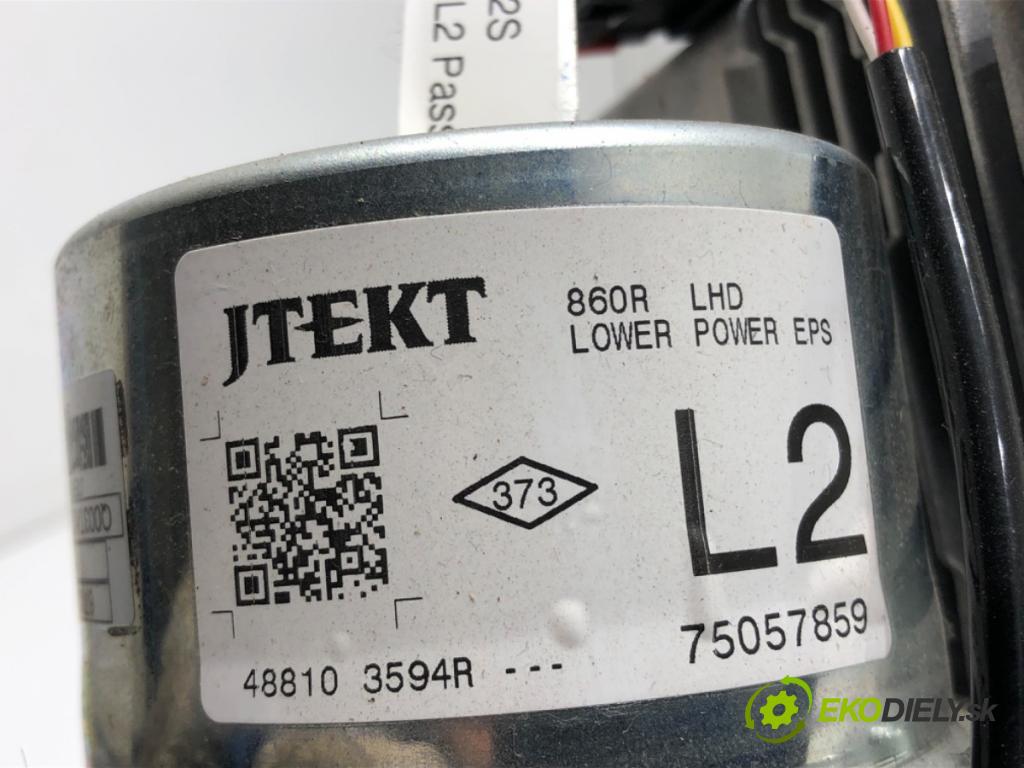 2S
L2 Pass
JTEKT
860R LHD
LOWER POWER EPS
373
L2
48810 3594R ---
75057859
EKODIELY.sk